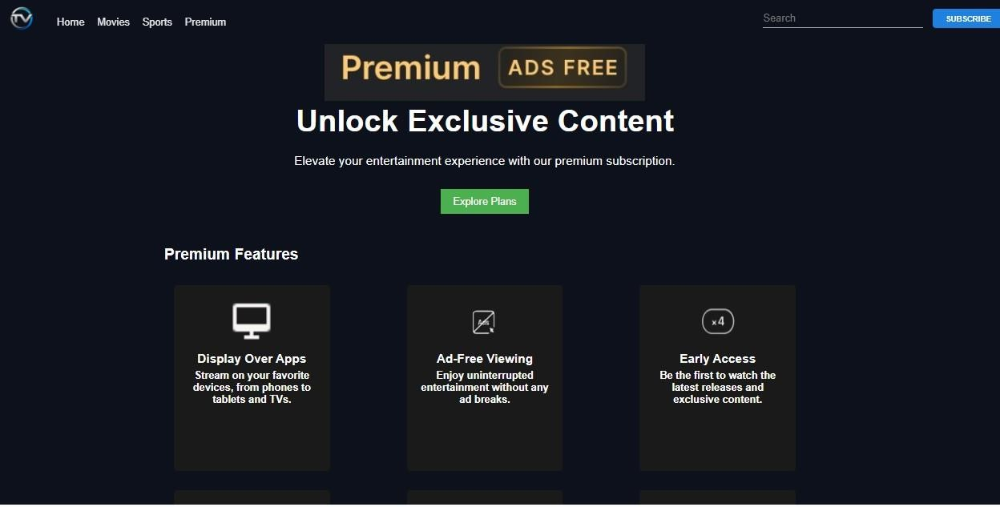 TV
Home Movies Sports Premium
Search
SUBSCRIBE
Premium ADS FREE
Unlock Exclusive Content
Elevate your entertainment experience with our premium subscription.
Explore Plans
Premium Features
Ads
Display Over Apps
Stream on your favorite
devices, from phones to
tablets and TVs.
Ad-Free Viewing
Enjoy uninterrupted
entertainment without any
ad breaks.
x4
Early Access
Be the first to watch the
latest releases and
exclusive content.